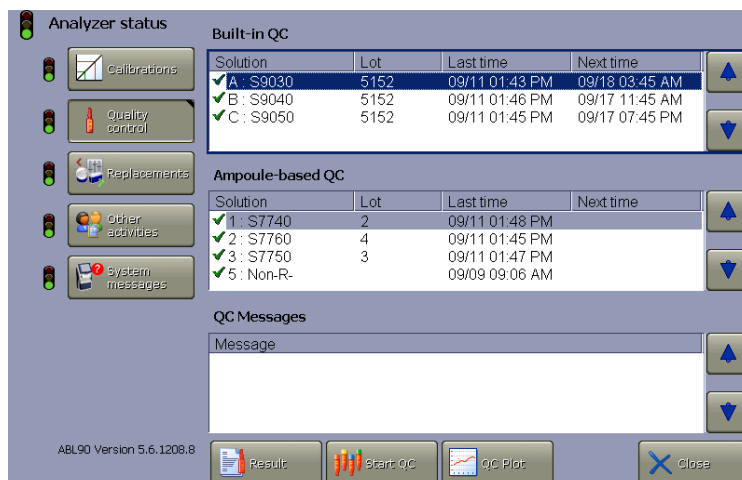 Analyzer status
Calibrations
Quality
control
Replacements
Other
activities
System
messages
ABL90 Version 5.6.1208.8
Built-in QC
Solution Lot Last time Next time
A : S9030 5152 09/11 01:43 PM 09/18 03:45 AM
B : S9040 5152 09/11 01:46 PM 09/17 11:45 AM
C : S9050 5152 09/11 01:45 PM 09/17 07:45 PM
Ampoule-based QC
Solution Lot Last time Next time
1 : S7740 2 09/11 01:48 PM
2 : S7760 4 09/11 01:45 PM
3 : S7750 3 09/11 01:47 PM
5 : Non-R- 09/09 09:06 AM
QC Messages
Message
Result Start QC QC Plot Close